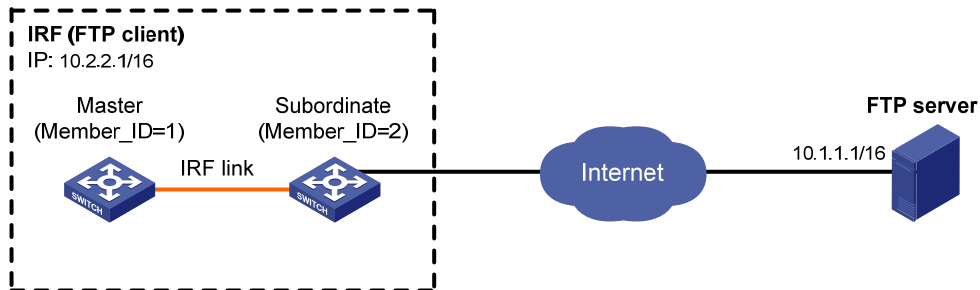 IRF (FTP client)
IP: 10.2.2.1/16
Master
(Member_ID=1)
Subordinate
(Member_ID=2)
IRF link
SWITCH
SWITCH
Internet
FTP server
10.1.1.1/16